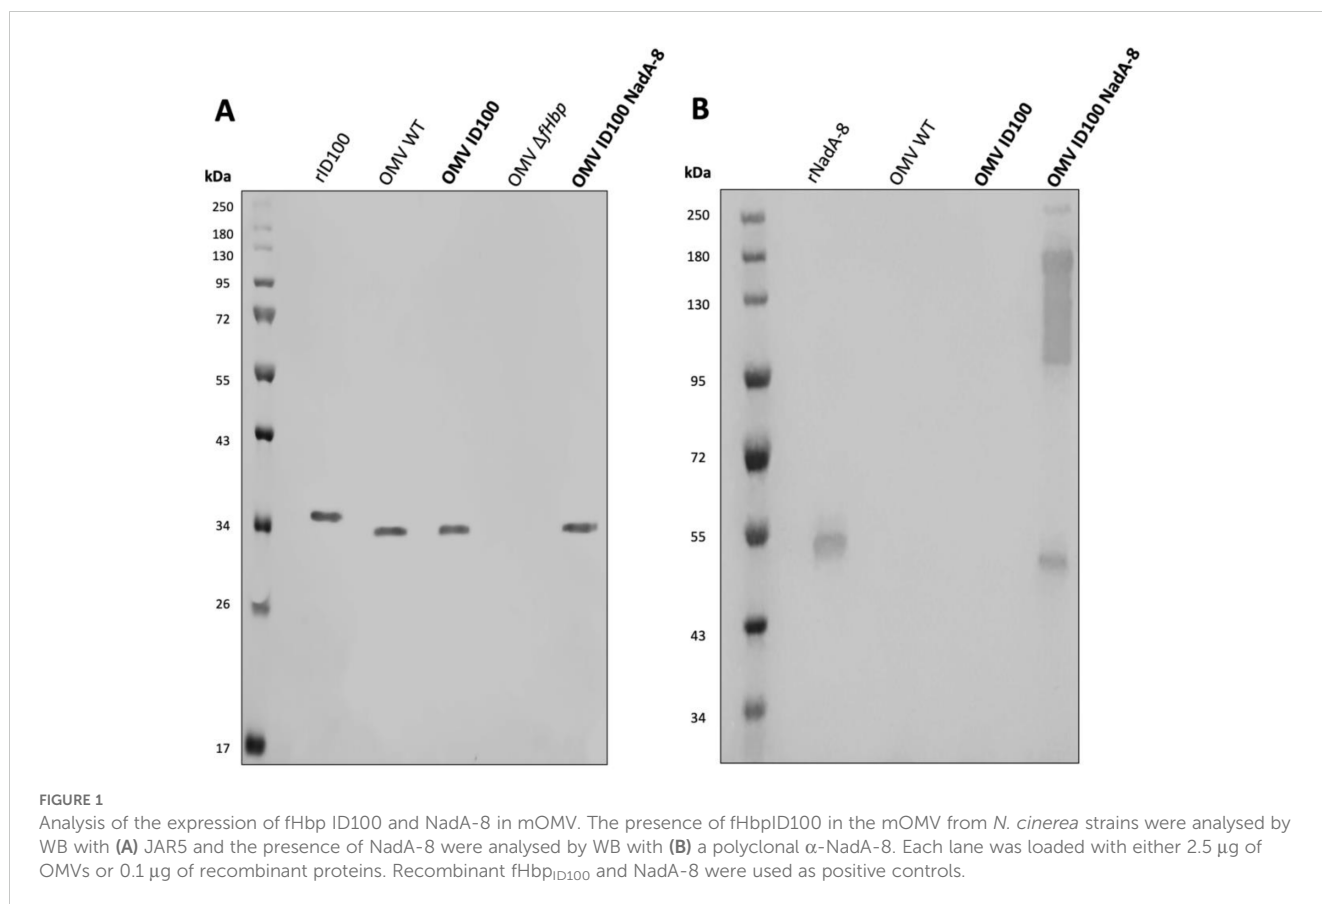 A
kDa
rID100
OMV WT
OMV ID100
OMV ΔfHbp
OMV ID100 NadA-8
250
180
130
95
72
55
43
34
26
17
B
kDa
rNadA-8
OMV WT
OMV ID100
OMV ID100 NadA-8
250
180
130
95
72
55
43
34
FIGURE 1
Analysis of the expression of fHbp ID100 and NadA-8 in mOMV. The presence of fHbpID100 in the mOMV from N. cinerea strains were analysed by
WB with (A) JAR5 and the presence of NadA-8 were analysed by WB with (B) a polyclonal α-NadA-8. Each lane was loaded with either 2.5 μg of
OMVs or 0.1 μg of recombinant proteins. Recombinant fHbpID100 and NadA-8 were used as positive controls.